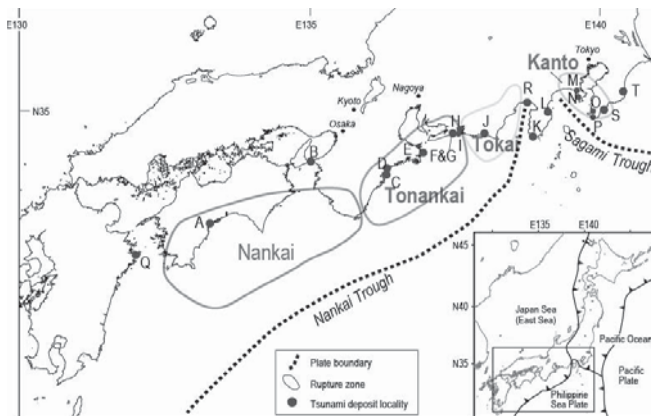 E130
E135
E140
N35
Tokyo
Kanto
Nagoya
Kyoto
Osaka
M
N
O
P
S
T
R
L
K
H
I
J
Tokai
Sagami Trough
E
F&G
D
C
B
Tonankai
A
Q
Nankai
Nankai Trough
Plate boundary
Rupture zone
Tsunami deposit locality
E135
E140
N45
N40
N35
Japan Sea
(East Sea)
Pacific Ocean
Pacific
Plate
Philippine
Sea Plate